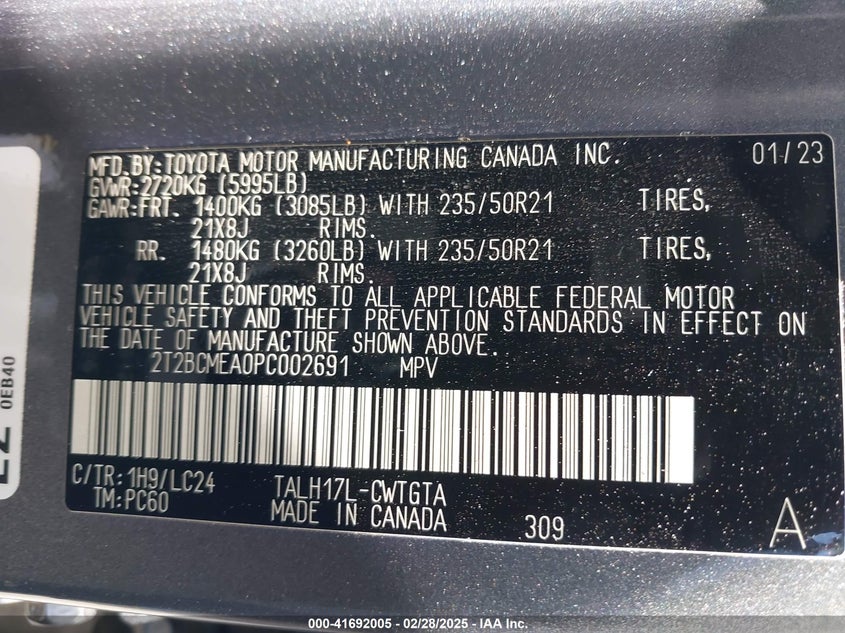 MFD.BY:TOYOTA MOTOR MANUFACTURING CANADA INC. 01/23
GVWR:2720KG (5995LB)
GAWR:FRT. 1400KG (3085LB) WITH 235/50R21 TIRES,
21X8J RIMS.
RR. 1480KG (3260LB) WITH 235/50R21 TIRES,
21X8J RIMS.
THIS VEHICLE CONFORMS TO ALL APPLICABLE FEDERAL MOTOR
VEHICLE SAFETY AND THEFT PREVENTION STANDARDS IN EFFECT ON
THE DATE OF MANUFACTURE SHOWN ABOVE.
2T2BCMEA0PC002691 MPV
C/TR:1H9/LC24 TALH17L-CWTGTA
TM:PC60 MADE IN CANADA 309 A
0EB40
000-41692005 - 02/28/2025 - IAA Inc.